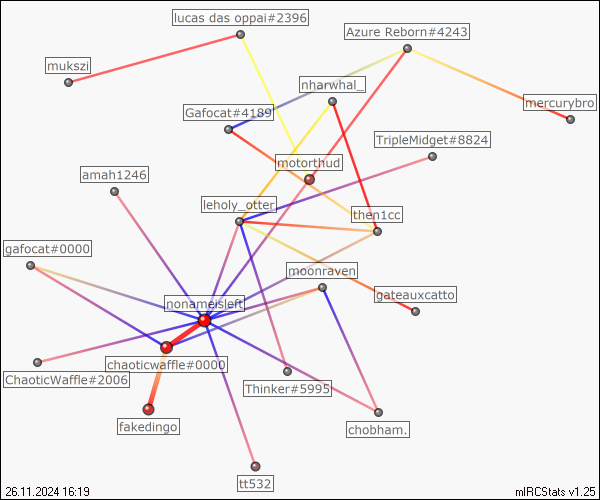 lucas das oppai#2396
Azure Reborn#4243
mukszi
nharwhal_
mercurybro
Gafocat#4189
TripleMidget#8824
motorthud
amah1246
leholy_otter
then1cc
gafocat#0000
moonraven
gateauxcatto
nonameisleft
chaoticwaffle#0000
ChaoticWaffle#2006
Thinker#5995
fakedingo
chobham.
tt532
26.11.2024 16:19
mIRCStats v1.25